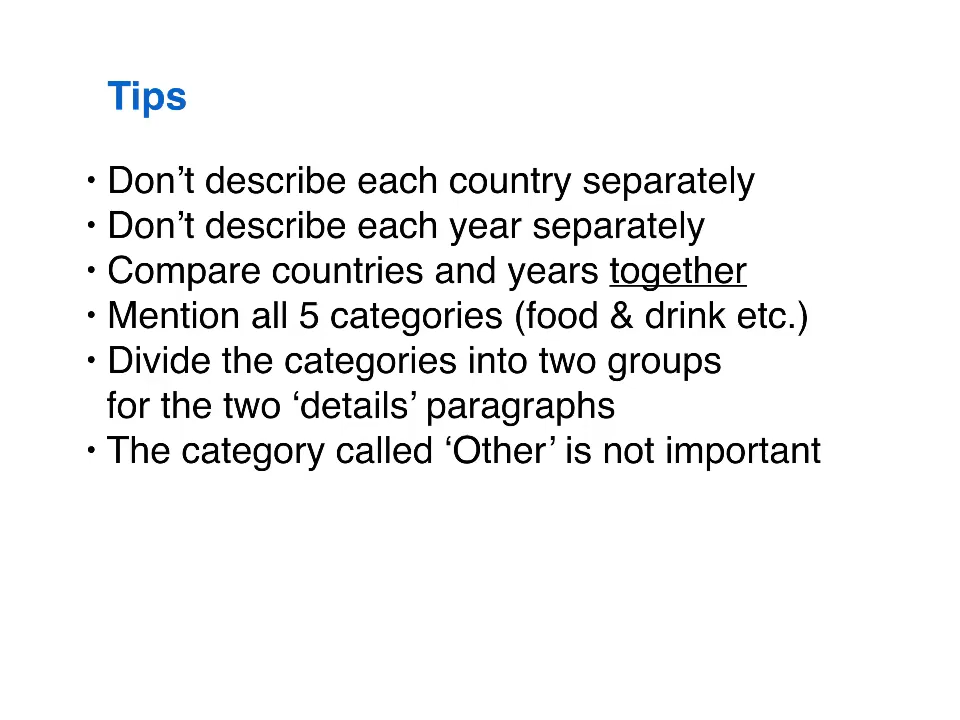 Tips
• Don’t describe each country separately
• Don’t describe each year separately
• Compare countries and years together
• Mention all 5 categories (food & drink etc.)
• Divide the categories into two groups
for the two ‘details’ paragraphs
• The category called ‘Other’ is not important